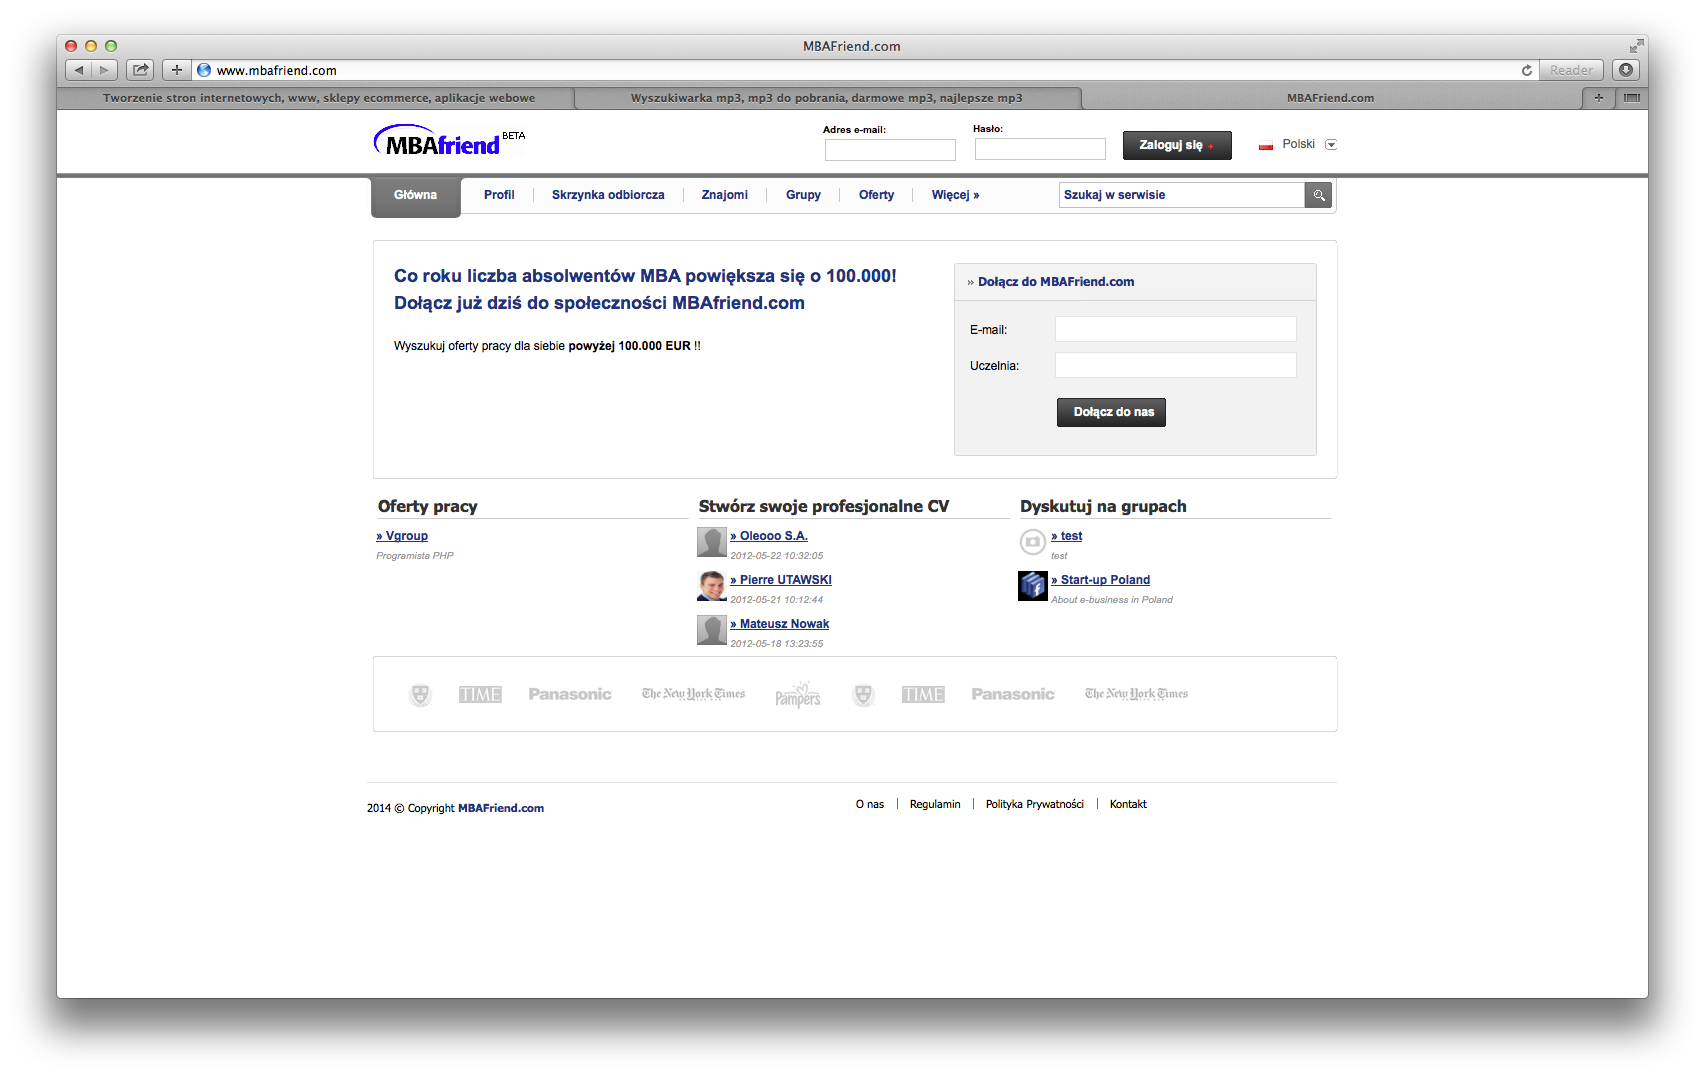 MBAFriend.com
www.mbafriend.com
Reader
Tworzenie stron internetowych, www, sklepy ecommerce, aplikacje webowe
Wyszukiwarka mp3, mp3 do pobrania, darmowe mp3, najlepsze mp3
MBAFriend.com
MBAfriend BETA
Adres e-mail:
Hasło:
Zaloguj się +
Polski
Główna
Profil
Skrzynka odbiorcza
Znajomi
Grupy
Oferty
Więcej »
Szukaj w serwisie
Co roku liczba absolwentów MBA powiększa się o 100.000!
Dołącz już dziś do społeczności MBAfriend.com
Wyszukuj oferty pracy dla siebie powyżej 100.000 EUR !!
» Dołącz do MBAFriend.com
E-mail:
Uczelnia:
Dołącz do nas
Oferty pracy
» Vgroup
Programista PHP
Stwórz swoje profesjonalne CV
» Oleooo S.A.
2012-05-22 10:32:05
» Pierre UTAWSKI
2012-05-21 10:12:44
» Mateusz Nowak
2012-05-18 13:23:55
Dyskutuj na grupach
» test
test
» Start-up Poland
About e-business in Poland
TIME
Panasonic
The New York Times
Pampers
TIME
Panasonic
The New York Times
2014 © Copyright MBAFriend.com
O nas
Regulamin
Polityka Prywatności
Kontakt